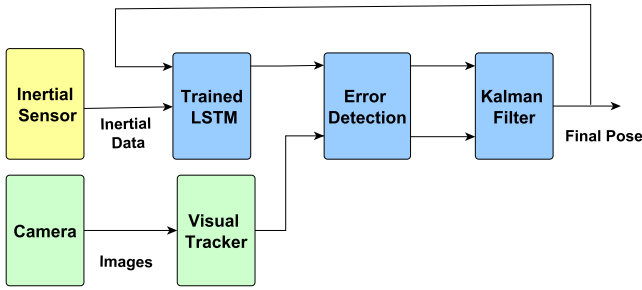 Inertial
Sensor
Inertial
Data
Trained
LSTM
Error
Detection
Kalman
Filter
Final Pose
Camera
Images
Visual
Tracker